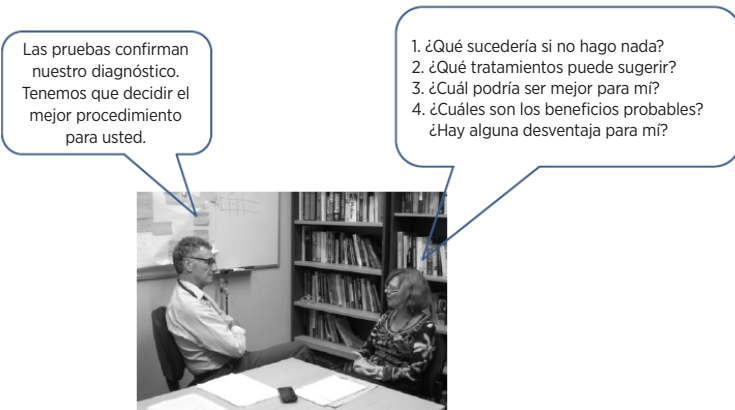 Las pruebas confirman
nuestro diagnóstico.
Tenemos que decidir el
mejor procedimiento
para usted.
1. ¿Qué sucedería si no hago nada?
2. ¿Qué tratamientos puede sugerir?
3. ¿Cuál podría ser mejor para mí?
4. ¿Cuáles son los beneficios probables?
¿Hay alguna desventaja para mí?